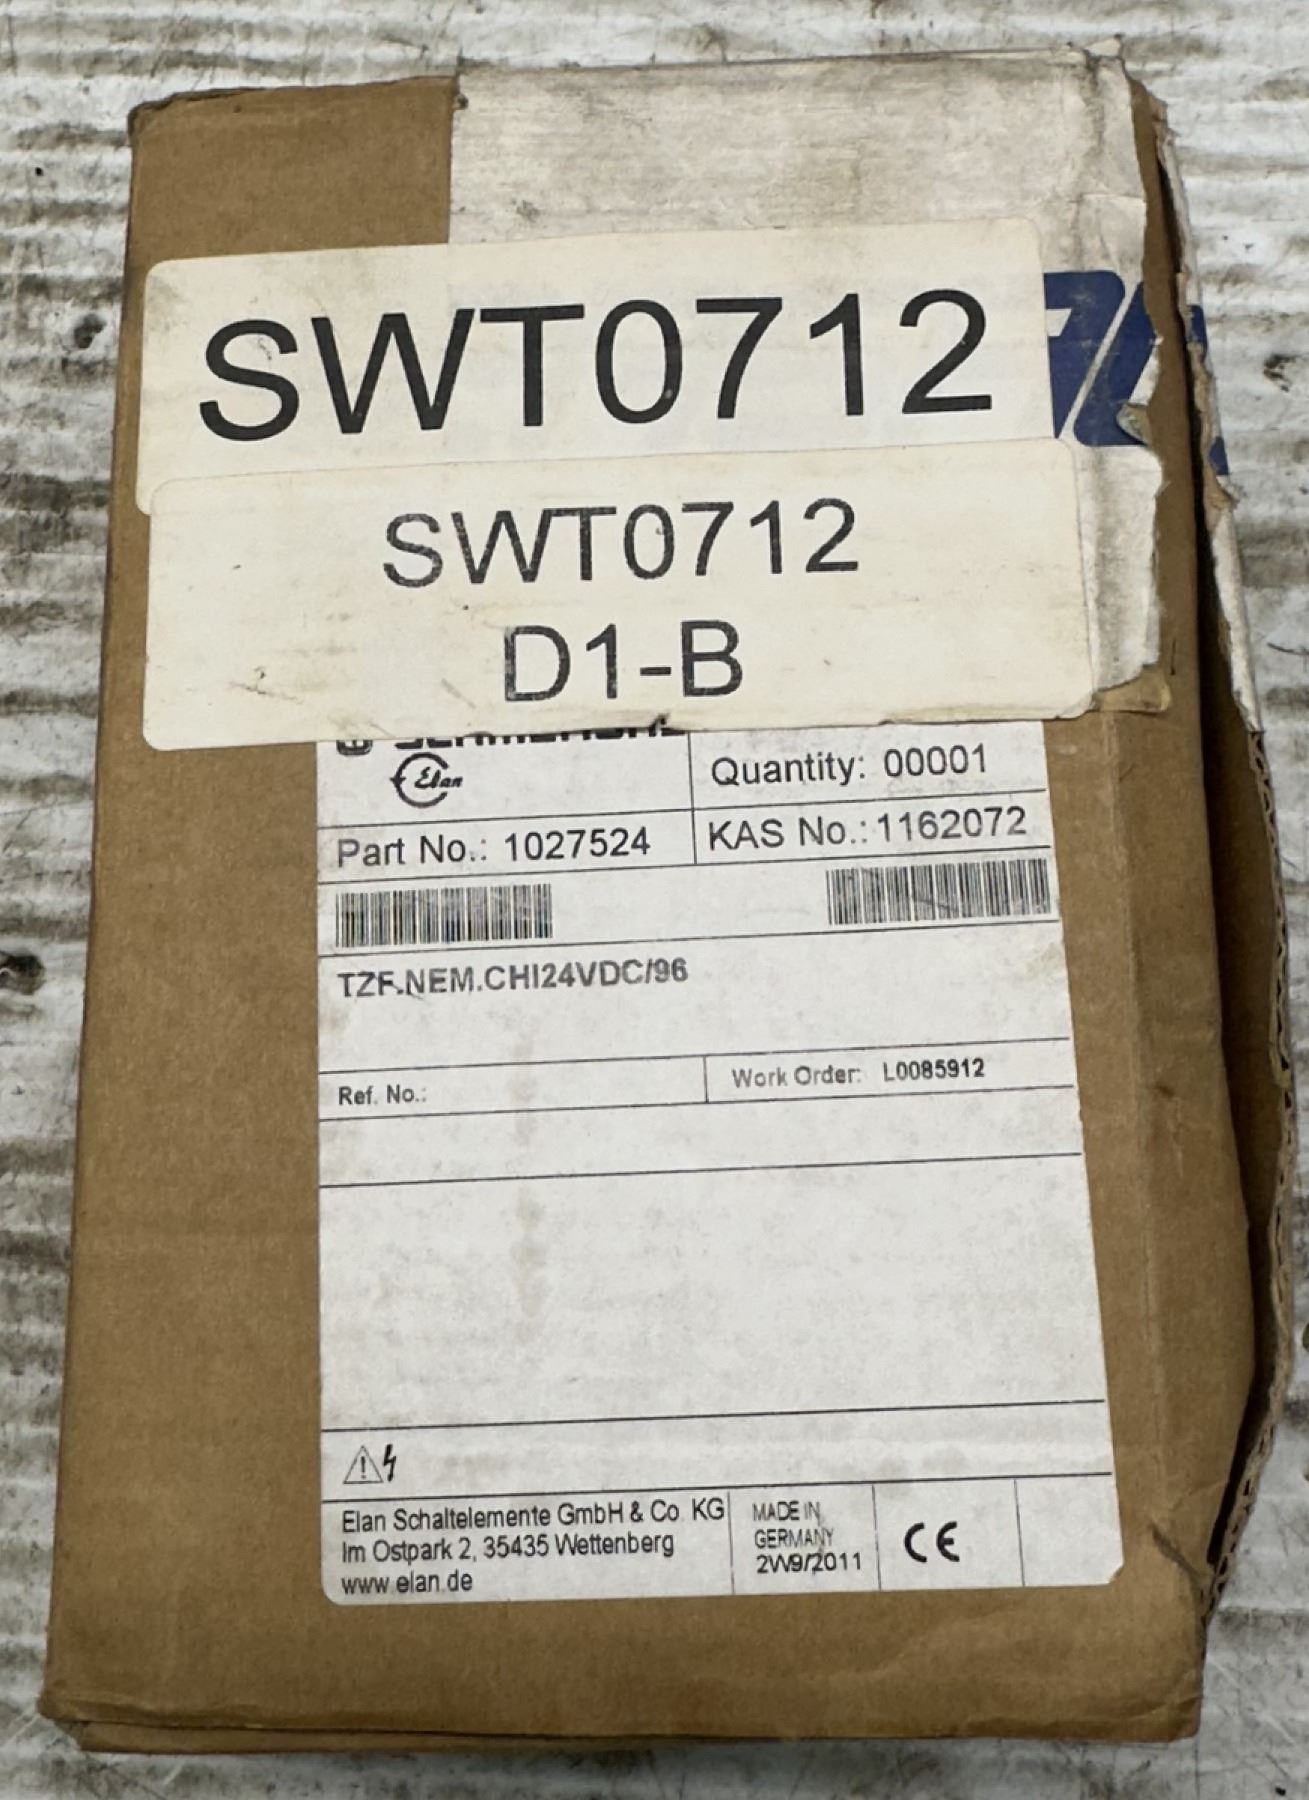 SWT0712
SWT0712
D1-B
Elan
Quantity: 00001
Part No.: 1027524
KAS No.: 1162072
TZF.NEM.CHI24VDC/96
Ref. No.:
Work Order: L0085912
Elan Schaltelemente GmbH & Co. KG
Im Ostpark 2, 35435 Wettenberg
www.elan.de
MADE IN
GERMANY
2W9/2011
CE